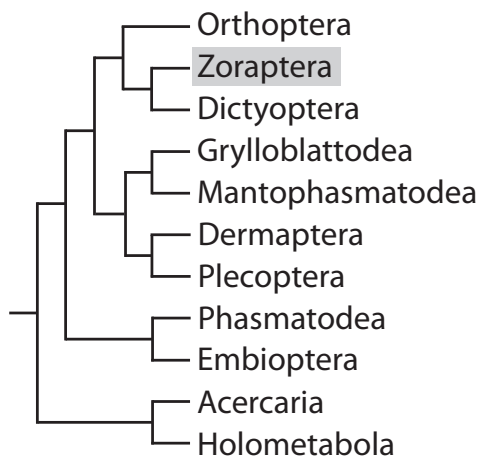 Orthoptera
Zoraptera
Dictyoptera
Grylloblattodea
Mantophasmatodea
Dermaptera
Plecoptera
Phasmatodea
Embioptera
Acercaria
Holometabola